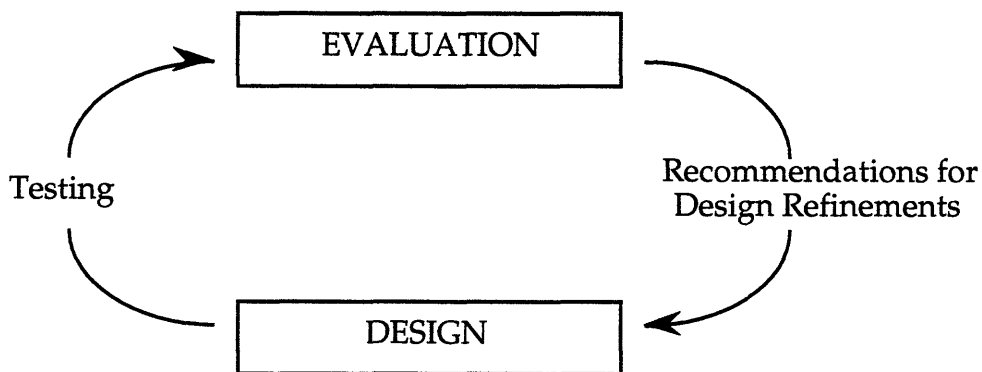 EVALUATION
Testing
Recommendations for
Design Refinements
DESIGN